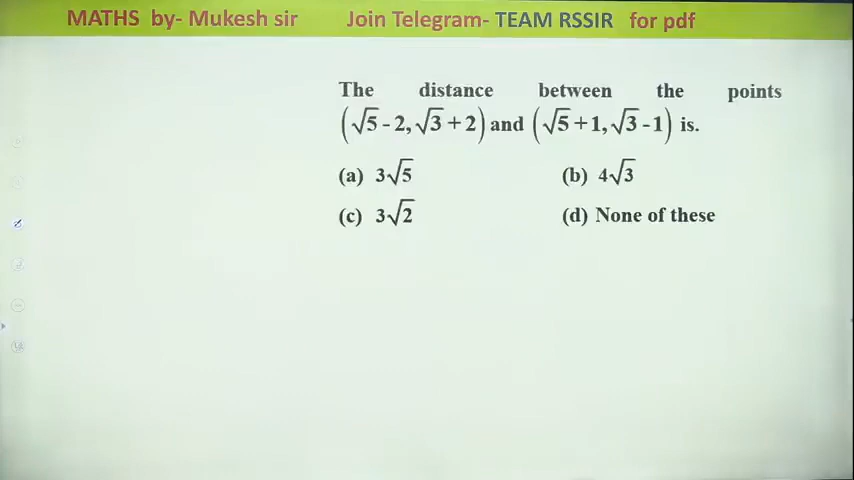 MATHS by- Mukesh sir Join Telegram- TEAM RSSIR for pdf
The distance between the points
(√5 - 2, √3 + 2) and (√5 + 1, √3 - 1) is.
(a) 3√5 (b) 4√3
(c) 3√2 (d) None of these